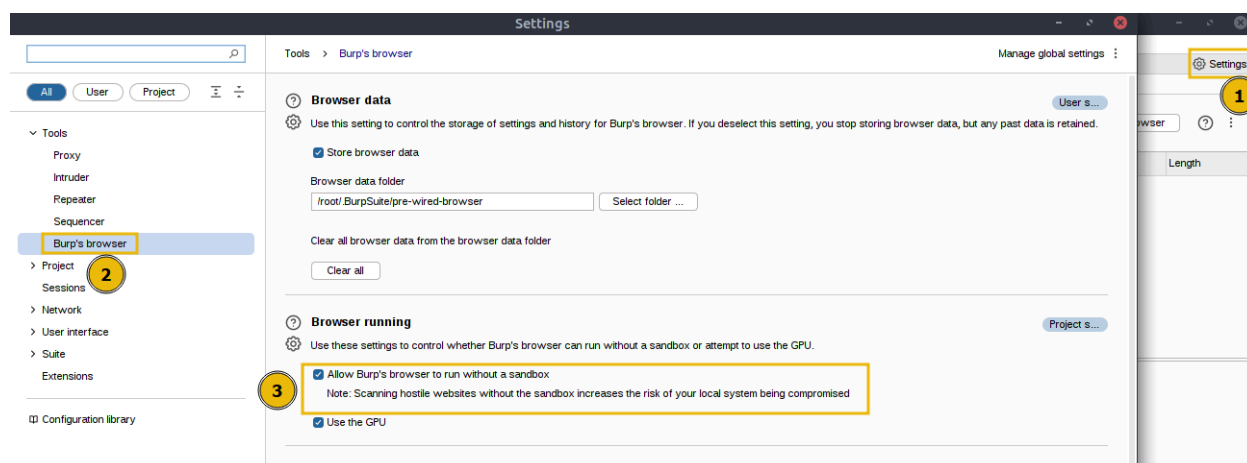 Settings
Tools > Burp's browser
Manage global settings
Settings
1
All
User
Project
Browser data
User s...
Use this setting to control the storage of settings and history for Burp's browser. If you deselect this setting, you stop storing browser data, but any past data is retained.
wser
Tools
Store browser data
Length
Proxy
Intruder
Browser data folder
Repeater
/root/.BurpSuite/pre-wired-browser
Select folder ...
Sequencer
Burp's browser
Clear all browser data from the browser data folder
2
Project
Clear all
Sessions
Network
Browser running
Project s...
User interface
Use these settings to control whether Burp's browser can run without a sandbox or attempt to use the GPU.
Suite
Extensions
3
Allow Burp's browser to run without a sandbox
Note: Scanning hostile websites without the sandbox increases the risk of your local system being compromised
Configuration library
Use the GPU